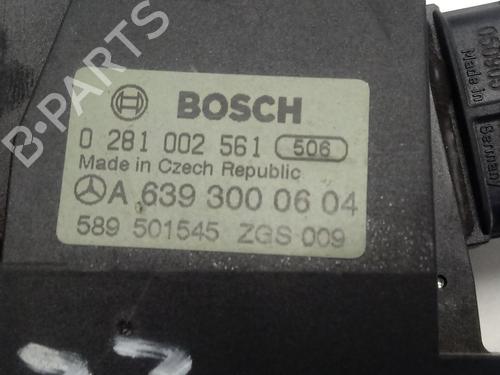 B-PARTS
BOSCH
0 281 002 561 506
Made in Czech Republic
A 639 300 06 04
589 501545 ZGS 009
Made in
Germany